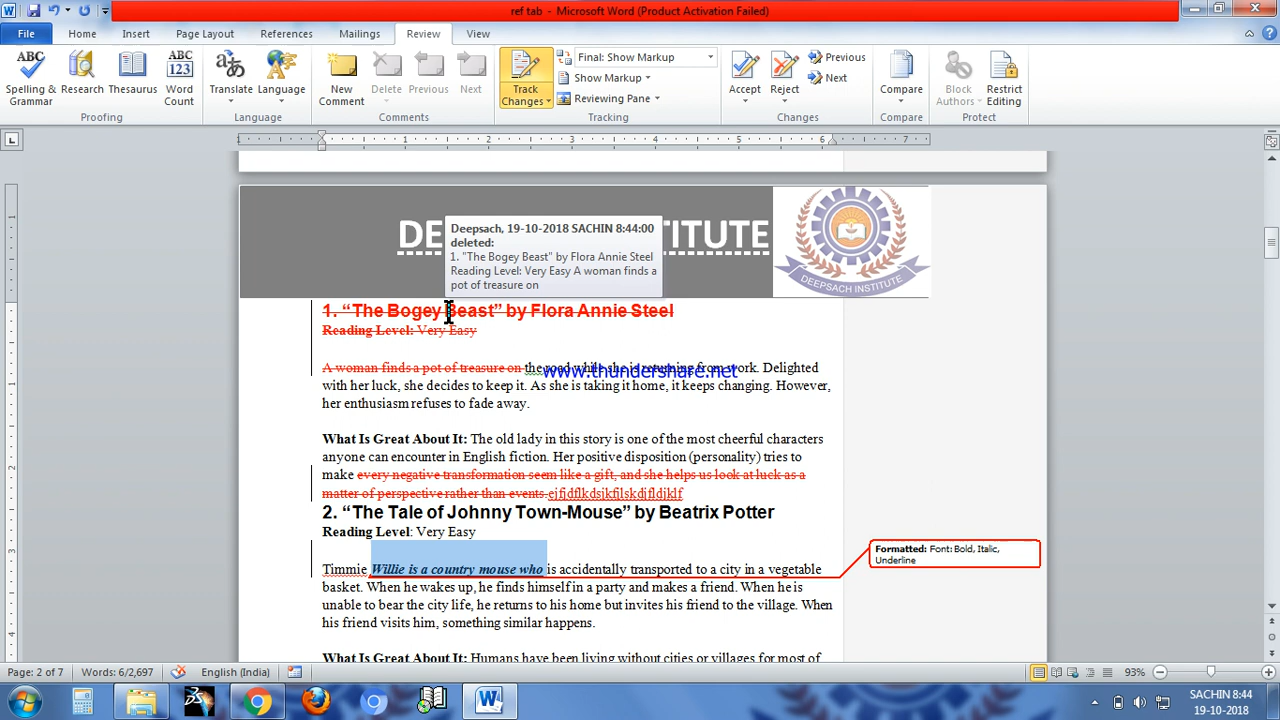 ref tab - Microsoft Word (Product Activation Failed)
File Home Insert Page Layout References Mailings Review View
ABC
Spelling & Grammar
Research
Thesaurus
ABC
123
Word Count
Translate
Language
New Comment
Delete
Previous
Next
Track Changes
Final: Show Markup
Show Markup
Reviewing Pane
Accept
Reject
Previous
Next
Compare
Block Authors
Restrict Editing
Proofing Language Comments Tracking Changes Compare Protect
1 2 3 4 5 6 7
DE
ITUTE
DEEPSACH INSTITUTE
Deepsach, 19-10-2018 SACHIN 8:44:00
deleted:
1. "The Bogey Beast" by Flora Annie Steel
Reading Level: Very Easy A woman finds a
pot of treasure on
1. “The Bogey Beast” by Flora Annie Steel
Reading Level: Very Easy
A woman finds a pot of treasure on the road while she is returning from work. Delighted
www.thundershare.net
with her luck, she decides to keep it. As she is taking it home, it keeps changing. However,
her enthusiasm refuses to fade away.
What Is Great About It: The old lady in this story is one of the most cheerful characters
anyone can encounter in English fiction. Her positive disposition (personality) tries to
make every negative transformation seem like a gift, and she helps us look at luck as a
matter of perspective rather than events ejfjdflkdsjkfjlskdjfldjklf
2. “The Tale of Johnny Town-Mouse” by Beatrix Potter
Reading Level: Very Easy
Timmie Willie is a country mouse who is accidentally transported to a city in a vegetable
basket. When he wakes up, he finds himself in a party and makes a friend. When he is
unable to bear the city life, he returns to his home but invites his friend to the village. When
his friend visits him, something similar happens.
What Is Great About It: Humans have been living without cities or villages for most of
Formatted: Font: Bold, Italic,
Underline
Page: 2 of 7 Words: 6/2,697 English (India) 93%
SACHIN 8:44
19-10-2018